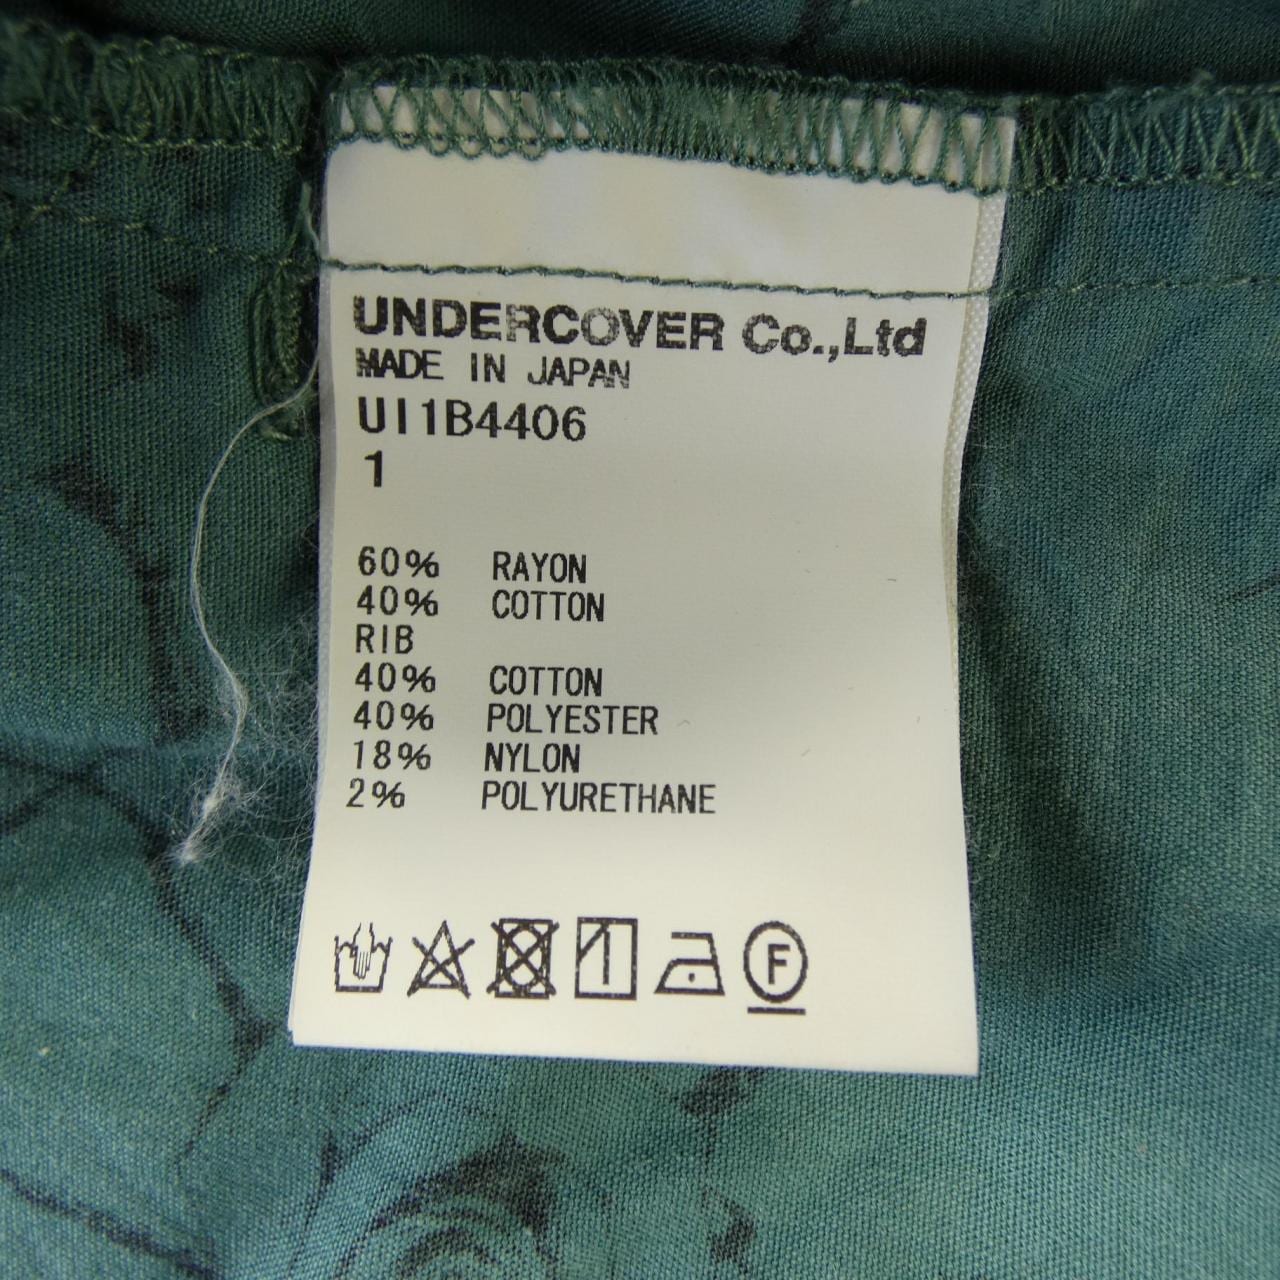 UNDERCOVER Co.,Ltd
MADE IN JAPAN
UI1B4406
1
60% RAYON
40% COTTON
RIB
40% COTTON
40% POLYESTER
18% NYLON
2% POLYURETHANE
F